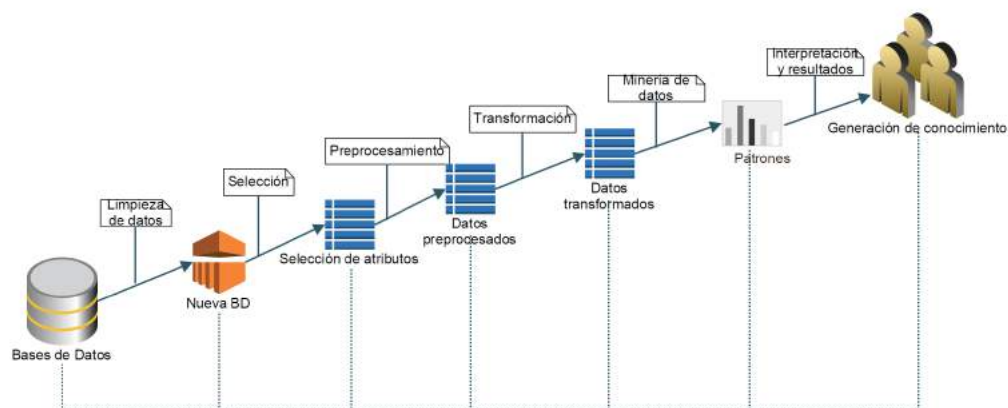 Bases de Datos
Limpieza
de datos
Nueva BD
Selección
Selección de atributos
Preprocesamiento
Datos
preprocesados
Transformación
Datos
transformados
Minería de
datos
Patrones
Interpretación
y resultados
Generación de conocimiento